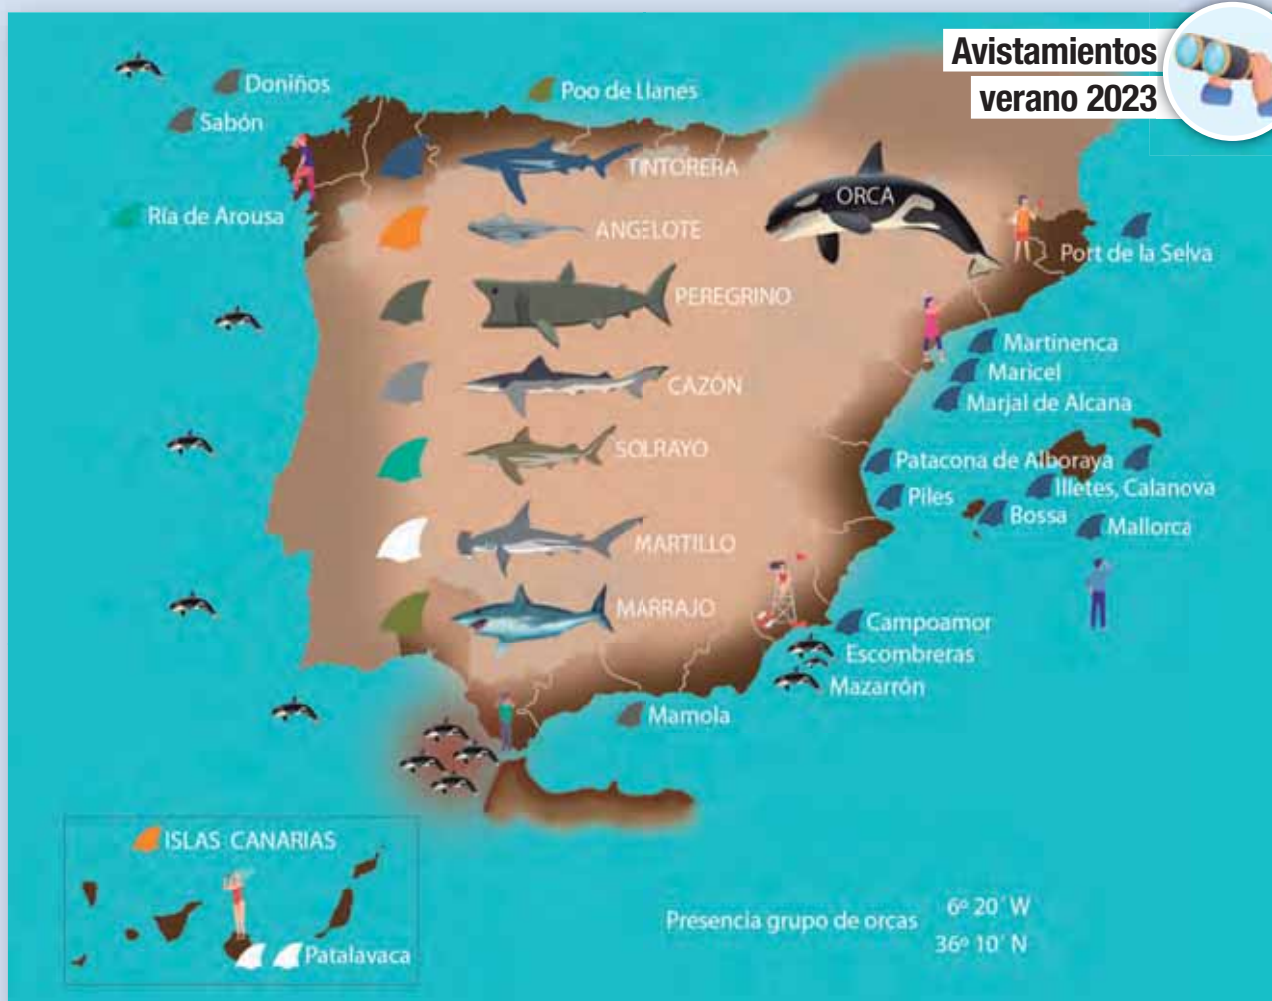 Avistamientos
verano 2023
Doniños
Sabón
Poo de Llanes
Ría de Arousa
TINTORERA
ORCA
ANGELOTE
Port de la Selva
PEREGRINO
Martinenca
Maricel
CAZÓN
Marjal de Alcana
SOLRAYO
Patacona de Alboraya
Illetes, Calanova
Piles
Bossa
Mallorca
MARTILLO
MARRAJO
Campoamor
Escombreras
Mazarrón
Mamola
ISLAS CANARIAS
Patalavaca
Presencia grupo de orcas
6º 20´ W
36º 10´ N